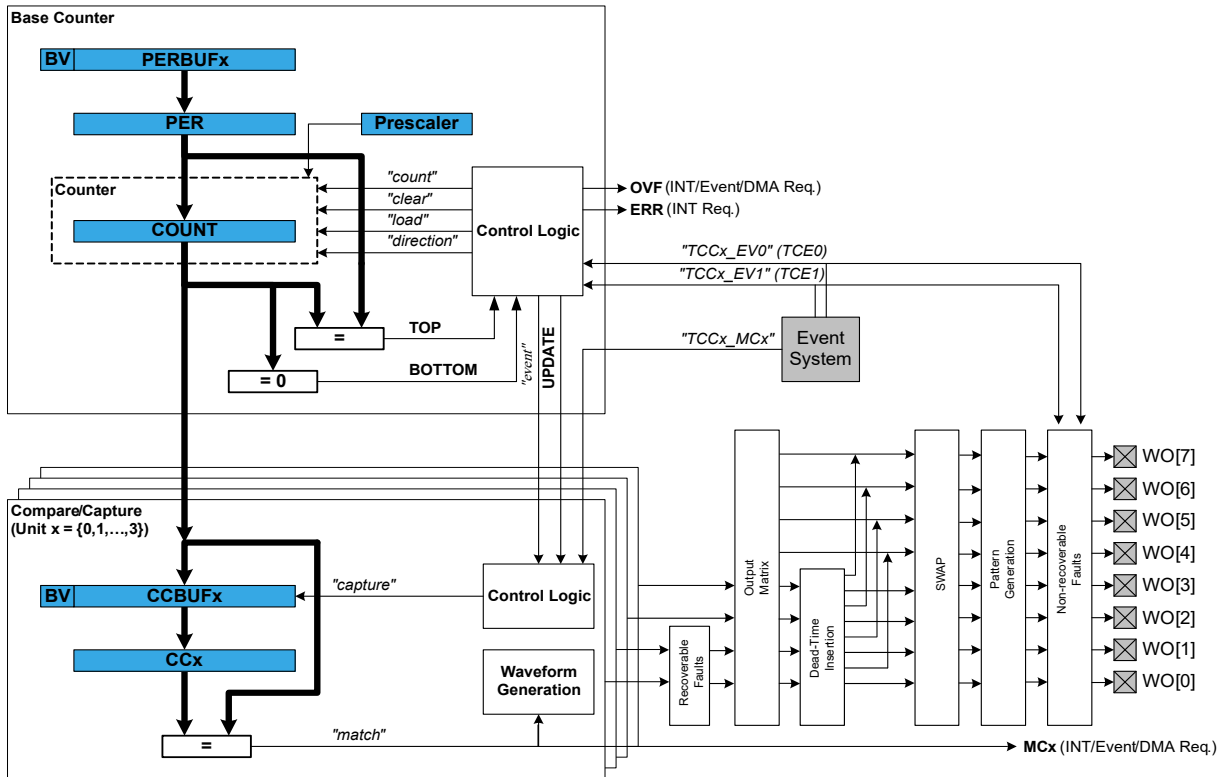 Base Counter
BV PERBUFx
PER
Prescaler
Counter
COUNT
"count"
"clear"
"load"
"direction"
Control Logic
OVF (INT/Event/DMA Req.)
ERR (INT Req.)
"TCCx_EV0" (TCE0)
"TCCx_EV1" (TCE1)
"TCCx_MCx"
Event
System
=
TOP
= 0
BOTTOM
"event"
UPDATE
Compare/Capture
(Unit x = {0,1,…,3})
BV CCBUFx
"capture"
Control Logic
CCx
Waveform
Generation
=
"match"
Recoverable
Faults
Output
Matrix
Dead-Time
Insertion
SWAP
Pattern
Generation
Non-recoverable
Faults
WO[7]
WO[6]
WO[5]
WO[4]
WO[3]
WO[2]
WO[1]
WO[0]
MCx (INT/Event/DMA Req.)